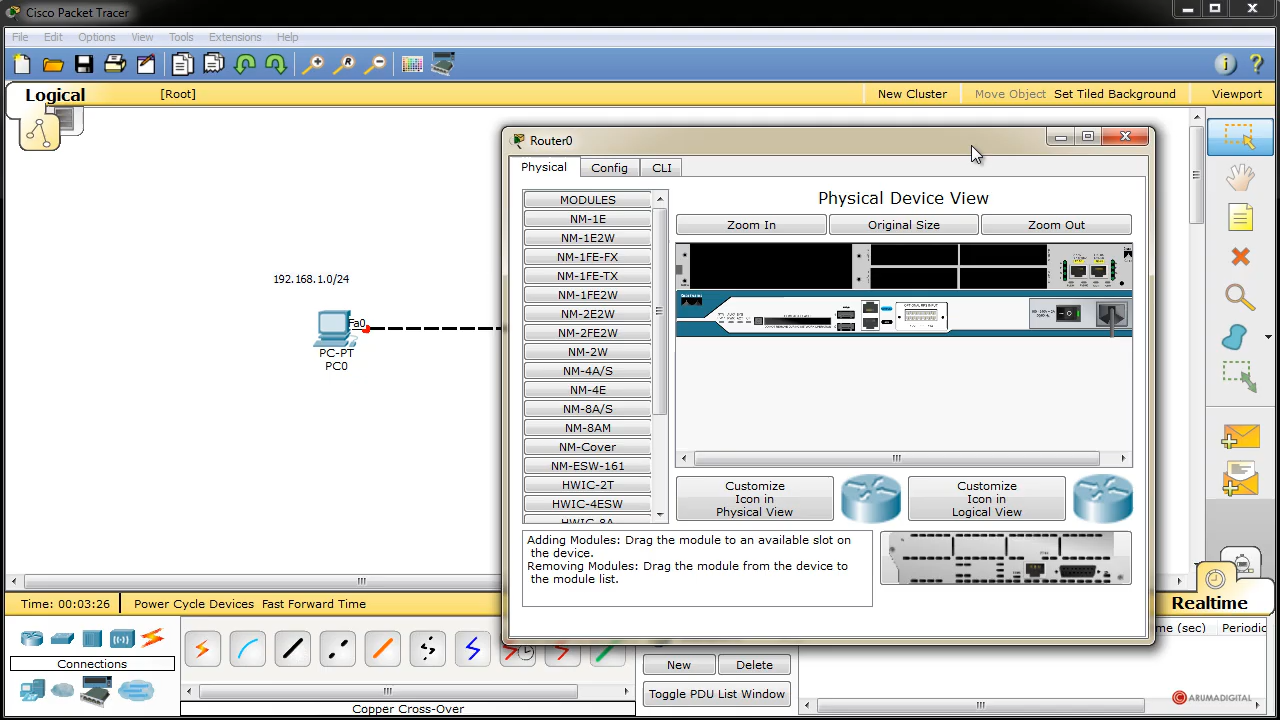 Cisco Packet Tracer
File Edit Options View Tools Extensions Help
Logical
[Root]
New Cluster
Move Object
Set Tiled Background
Viewport
Router0
Physical
Config
CLI
MODULES
NM-1E
NM-1E2W
NM-1FE-FX
NM-1FE-TX
NM-1FE2W
NM-2E2W
NM-2FE2W
NM-2W
NM-4A/S
NM-4E
NM-8A/S
NM-8AM
NM-Cover
NM-ESW-161
HWIC-2T
HWIC-4ESW
HWIC-8A
Physical Device View
Zoom In
Original Size
Zoom Out
Customize
Icon in
Physical View
Customize
Icon in
Logical View
Adding Modules: Drag the module to an available slot on
the device.
Removing Modules: Drag the module from the device to
the module list.
192.168.1.0/24
Fa0
PC-PT
PC0
Time: 00:03:26
Power Cycle Devices Fast Forward Time
Realtime
Connections
Copper Cross-Over
New
Delete
Toggle PDU List Window
(sec)
Periodic
ARUMADIGITAL